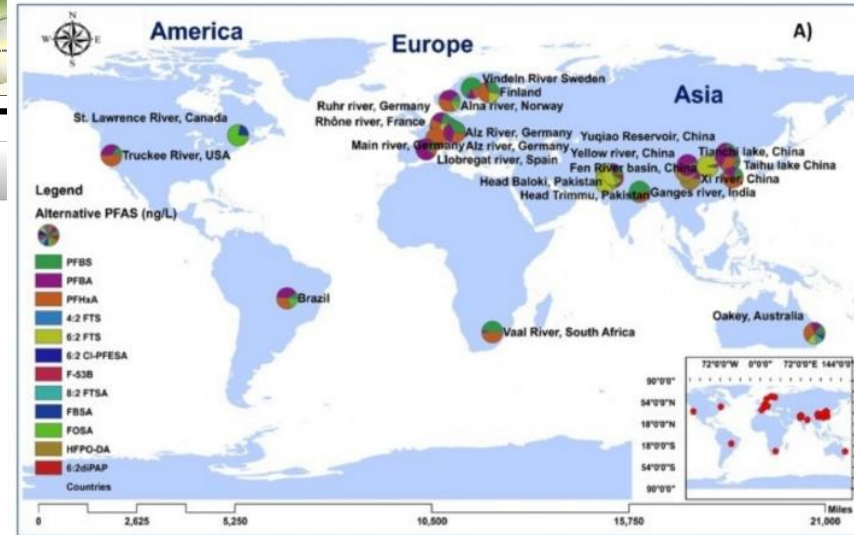 America
Europe
Asia
A)
N
W
E
S
Vindeln River Sweden
Finland
Ruhr river, Germany
Alna river, Norway
St. Lawrence River, Canada
Rhône river, France
Alz River, Germany
Yuqiao Reservoir, China
Main river, Germany
Alz river, Germany
Yellow river, China
Tianchi lake, China
Truckee River, USA
Llobregat river, Spain
Fen River basin, China
Taihu lake China
Head Baloki, Pakistan
Xi river, China
Head Trimmu, Pakistan
Ganges river, India
Legend
Alternative PFAS (ng/L)
PFBS
PFBA
PFHxA
4:2 FTS
6:2 FTS
6:2 Cl-PFESA
F-53B
8:2 FTSA
FBSA
FOSA
HFPO-DA
6:2diPAP
Countries
Brazil
Vaal River, South Africa
Oakey, Australia
72°0'0"W 0°0'0" 72°0'0"E 144°0'0"
90°0'0"
54°0'0"N
18°0'0"N
18°0'0"S
54°0'0"S
90°0'0"
Miles
0 2,625 5,250 10,500 15,750 21,000